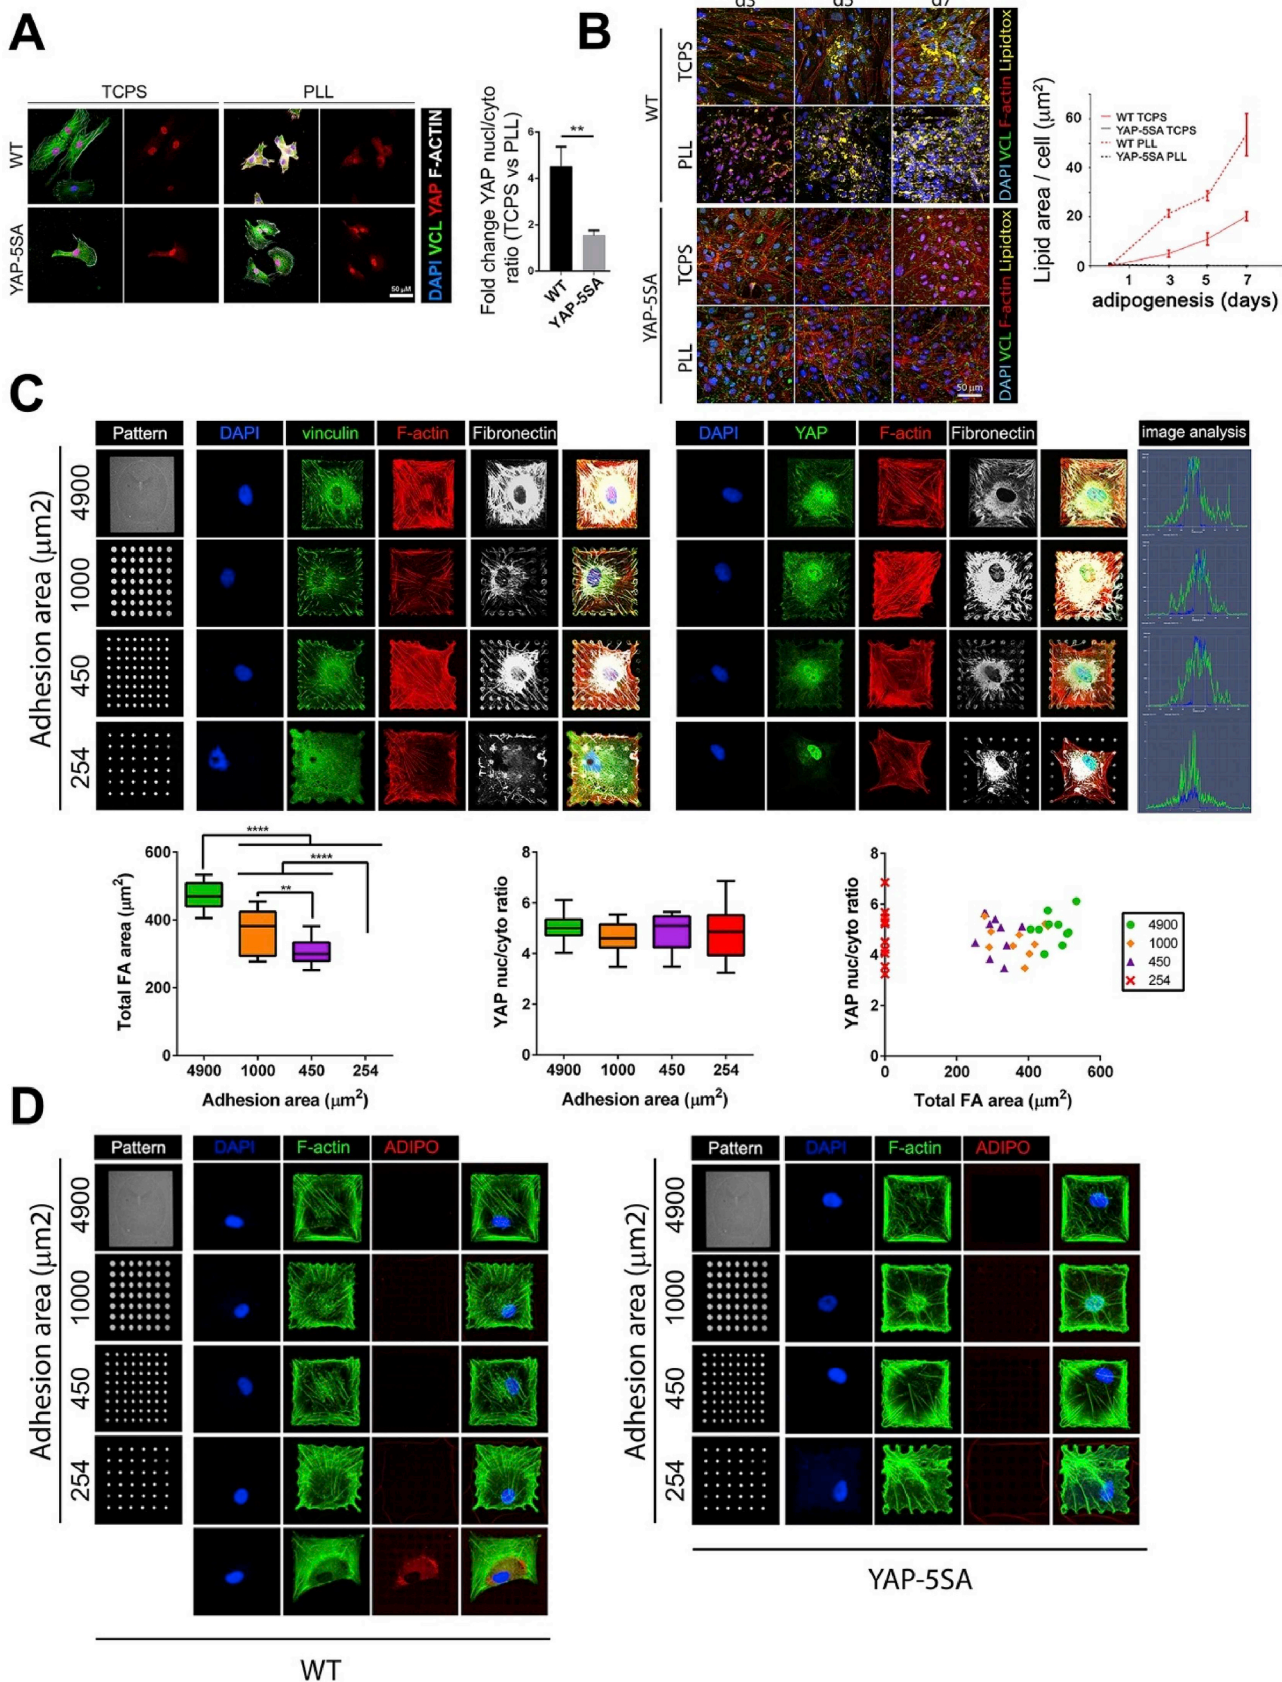 A
TCPS
PLL
WT
YAP-5SA
50 µM
DAPI VCL YAP F-ACTIN
Fold change YAP nucl/cyto
ratio (TCPS vs PLL)
6
4
2
0
**
WT
YAP-5SA
B
d3
d5
d7
WT
TCPS
PLL
YAP-5SA
TCPS
PLL
50 µm
DAPI VCL F-actin Lipidtox
DAPI VCL F-actin Lipidtox
Lipid area / cell (µm²)
60
40
20
0
WT TCPS
YAP-5SA TCPS
WT PLL
YAP-5SA PLL
1
3
5
7
adipogenesis (days)
C
Pattern
DAPI
vinculin
F-actin
Fibronectin
DAPI
YAP
F-actin
Fibronectin
image analysis
Adhesion area (µm2)
4900
1000
450
254
Total FA area (µm²)
600
400
200
0
****
****
**
4900
1000
450
254
Adhesion area (µm²)
YAP nuc/cyto ratio
8
6
4
2
0
4900
1000
450
254
Adhesion area (µm²)
YAP nuc/cyto ratio
8
6
4
2
0
0
200
400
600
Total FA area (µm²)
4900
1000
450
254
D
Pattern
DAPI
F-actin
ADIPO
Adhesion area (µm2)
4900
1000
450
254
WT
Pattern
DAPI
F-actin
ADIPO
Adhesion area (µm2)
4900
1000
450
254
YAP-5SA